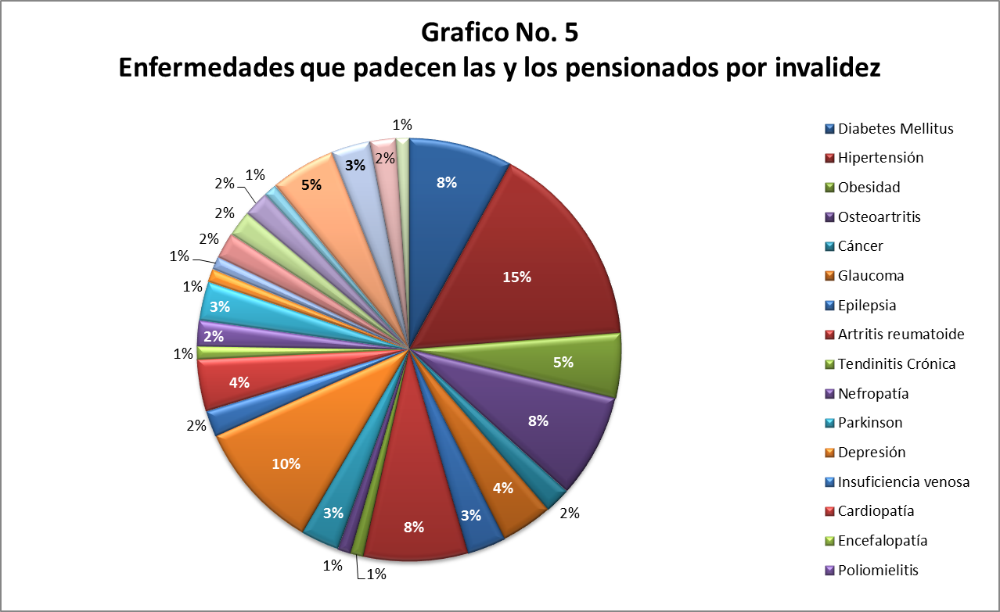 Grafico No. 5
Enfermedades que padecen las y los pensionados por invalidez
8%
15%
5%
8%
2%
4%
3%
8%
1%
1%
3%
10%
2%
4%
1%
2%
3%
1%
1%
2%
2%
2%
1%
5%
3%
2%
1%
Diabetes Mellitus
Hipertensión
Obesidad
Osteoartritis
Cáncer
Glaucoma
Epilepsia
Artritis reumatoide
Tendinitis Crónica
Nefropatía
Parkinson
Depresión
Insuficiencia venosa
Cardiopatía
Encefalopatía
Poliomielitis